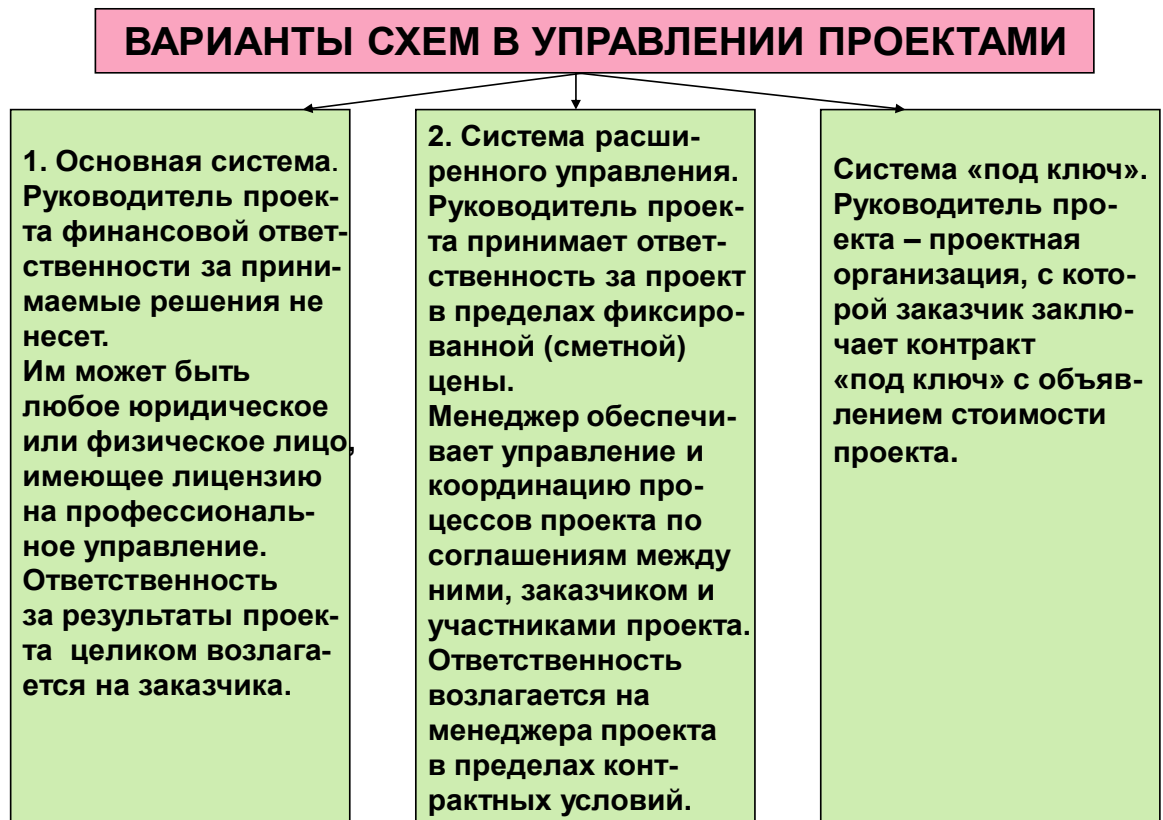 ВАРИАНТЫ СХЕМ В УПРАВЛЕНИИ ПРОЕКТАМИ
1. Основная система.
Руководитель проек-
та финансовой ответ-
ственности за прини-
маемые решения не
несет.
Им может быть
любое юридическое
или физическое лицо,
имеющее лицензию
на профессиональ-
ное управление.
Ответственность
за результаты проек-
та целиком возлага-
ется на заказчика.
2. Система расши-
ренного управления.
Руководитель проек-
та принимает ответ-
ственность за проект
в пределах фиксиро-
ванной (сметной)
цены.
Менеджер обеспечи-
вает управление и
координацию про-
цессов проекта по
соглашениям между
ними, заказчиком и
участниками проекта.
Ответственность
возлагается на
менеджера проекта
в пределах конт-
рактных условий.
Система «под ключ».
Руководитель про-
екта – проектная
организация, с кото-
рой заказчик заклю-
чает контракт
«под ключ» с объяв-
лением стоимости
проекта.